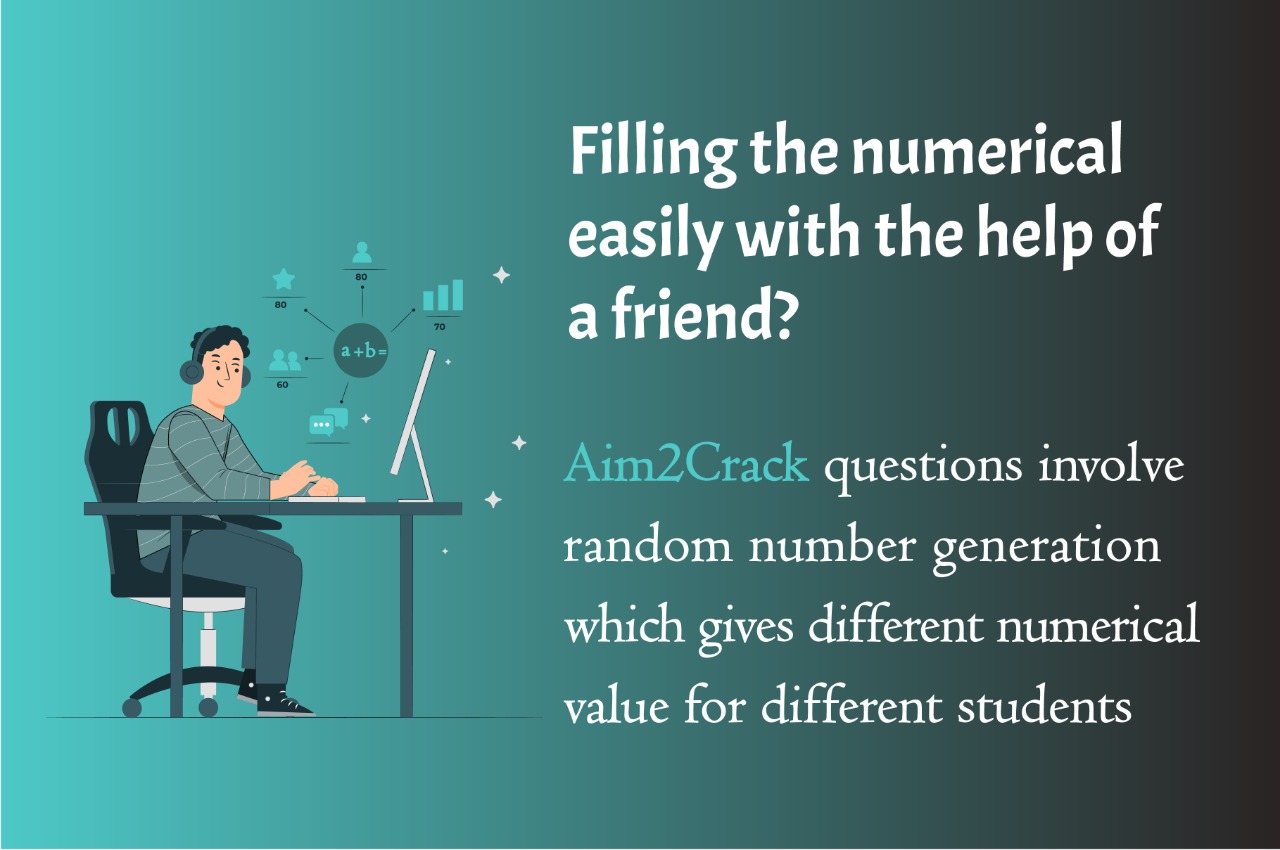 Filling the numerical
easily with the help of
a friend?
Aim2Crack questions involve
random number generation
which gives different numerical
value for different students
80
80
70
a+b=
60